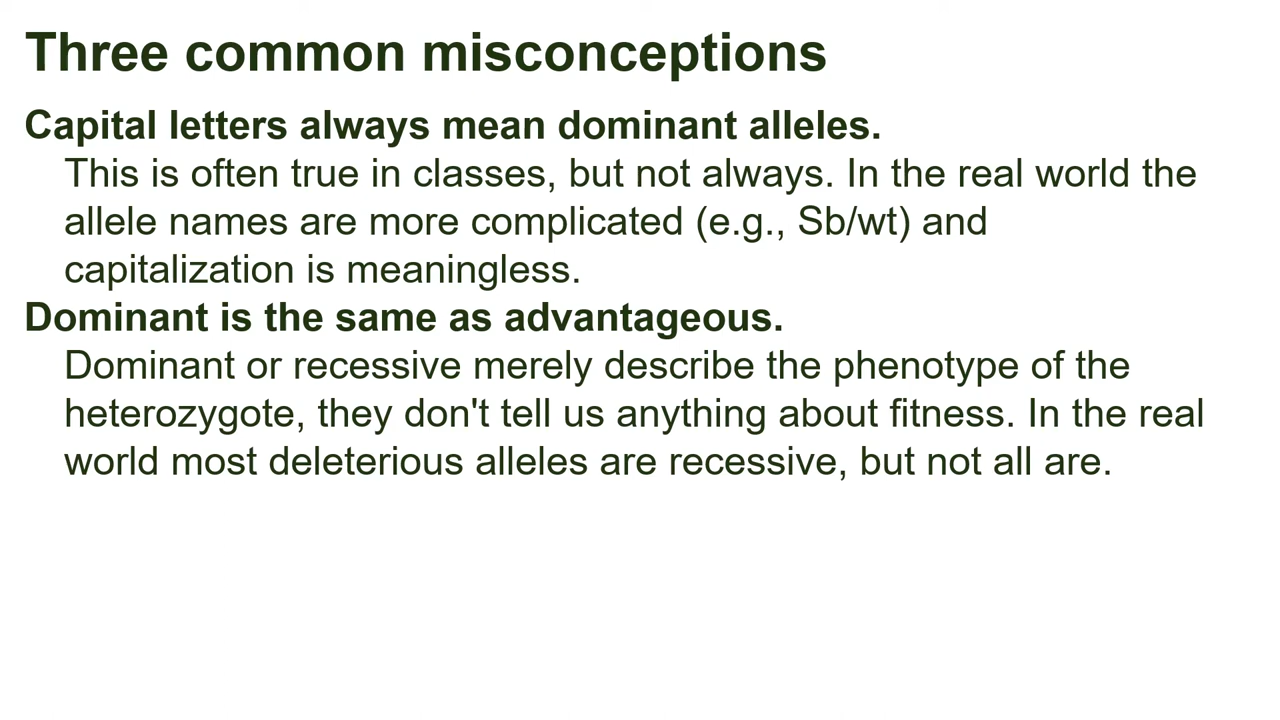 Three common misconceptions
Capital letters always mean dominant alleles.
This is often true in classes, but not always. In the real world the
allele names are more complicated (e.g., Sb/wt) and
capitalization is meaningless.
Dominant is the same as advantageous.
Dominant or recessive merely describe the phenotype of the
heterozygote, they don't tell us anything about fitness. In the real
world most deleterious alleles are recessive, but not all are.